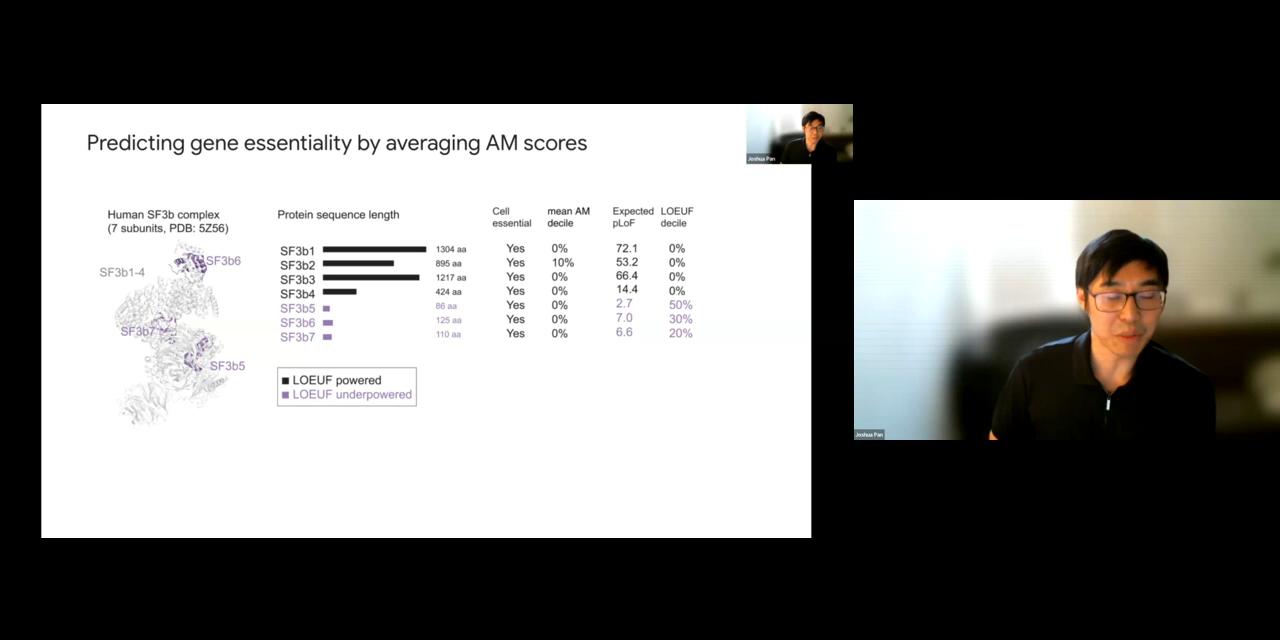 Predicting gene essentiality by averaging AM scores
Joshua Pan
Human SF3b complex
(7 subunits, PDB: 5Z56)
SF3b6
SF3b1-4
SF3b7
SF3b5
Protein sequence length
Cell essential
mean AM decile
Expected pLoF
LOEUF decile
SF3b1 1304 aa Yes 0% 72.1 0%
SF3b2 895 aa Yes 10% 53.2 0%
SF3b3 1217 aa Yes 0% 66.4 0%
SF3b4 424 aa Yes 0% 14.4 0%
SF3b5 86 aa Yes 0% 2.7 50%
SF3b6 125 aa Yes 0% 7.0 30%
SF3b7 110 aa Yes 0% 6.6 20%
LOEUF powered
LOEUF underpowered
Joshua Pan